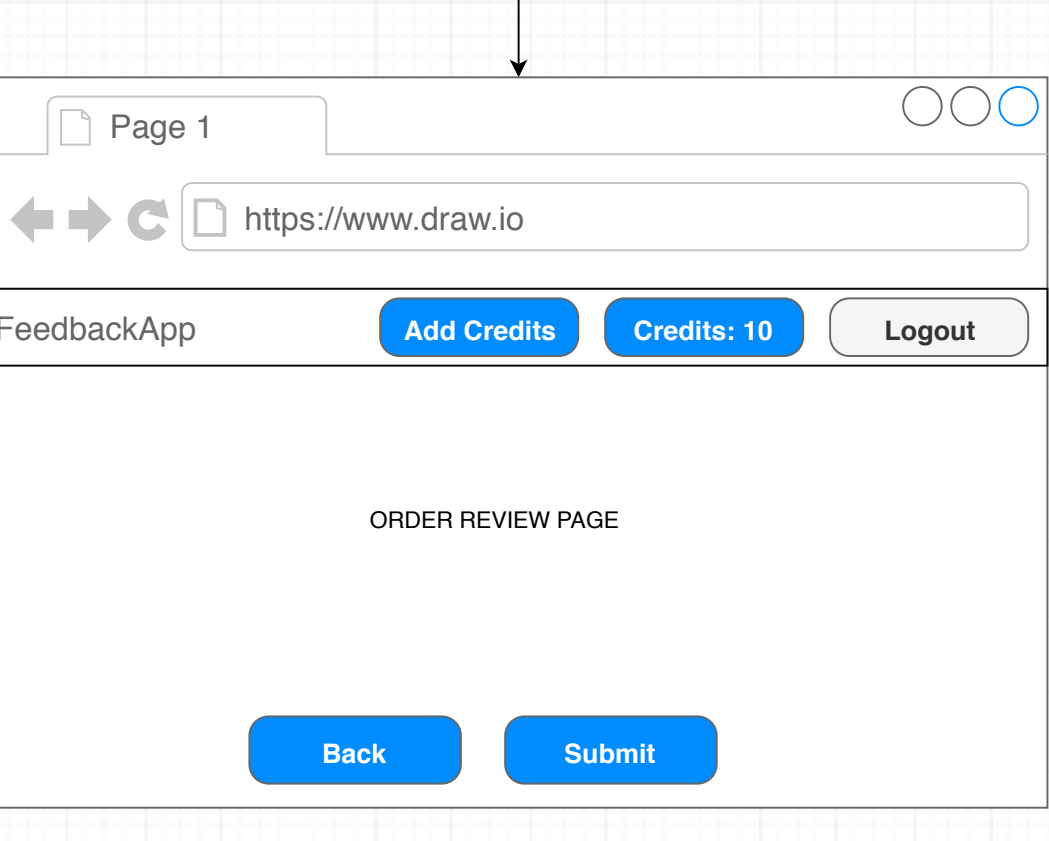 Page 1
https://www.draw.io
FeedbackApp
Add Credits
Credits: 10
Logout
ORDER REVIEW PAGE
Back
Submit